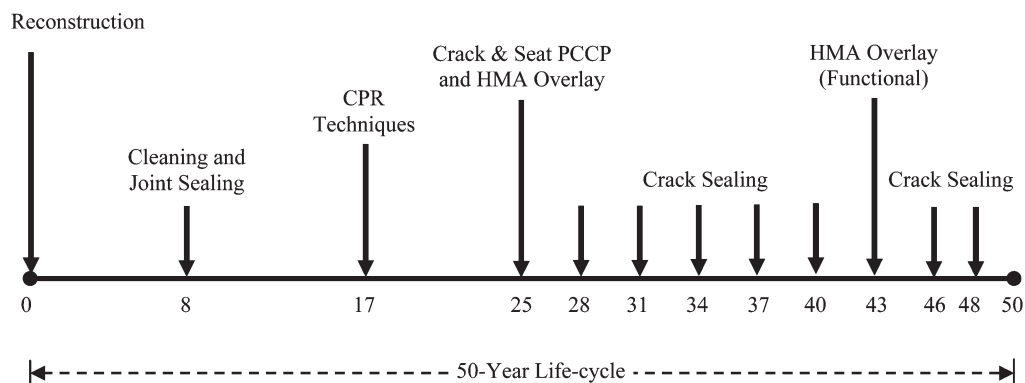 Reconstruction
Crack & Seat PCCP
and HMA Overlay
HMA Overlay
(Functional)
CPR
Techniques
Cleaning and
Joint Sealing
Crack Sealing
Crack Sealing
0 8 17 25 28 31 34 37 40 43 46 48 50
50-Year Life-cycle